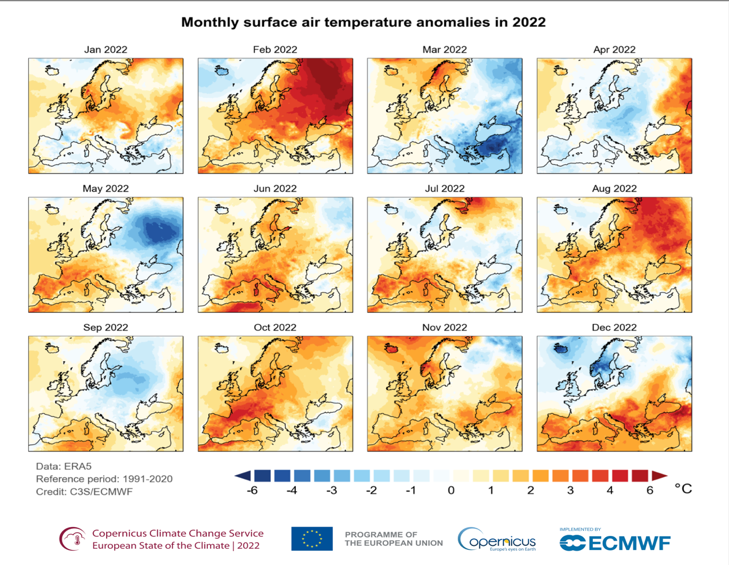 Monthly surface air temperature anomalies in 2022
Jan 2022
Feb 2022
Mar 2022
Apr 2022
May 2022
Jun 2022
Jul 2022
Aug 2022
Sep 2022
Oct 2022
Nov 2022
Dec 2022
Data: ERA5
Reference period: 1991-2020
Credit: C3S/ECMWF
-6 -4 -3 -2 -1 0 1 2 3 4 6 °C
Copernicus Climate Change Service
European State of the Climate | 2022
PROGRAMME OF
THE EUROPEAN UNION
opernicus
Europe's eyes on Earth
IMPLEMENTED BY
ECMWF